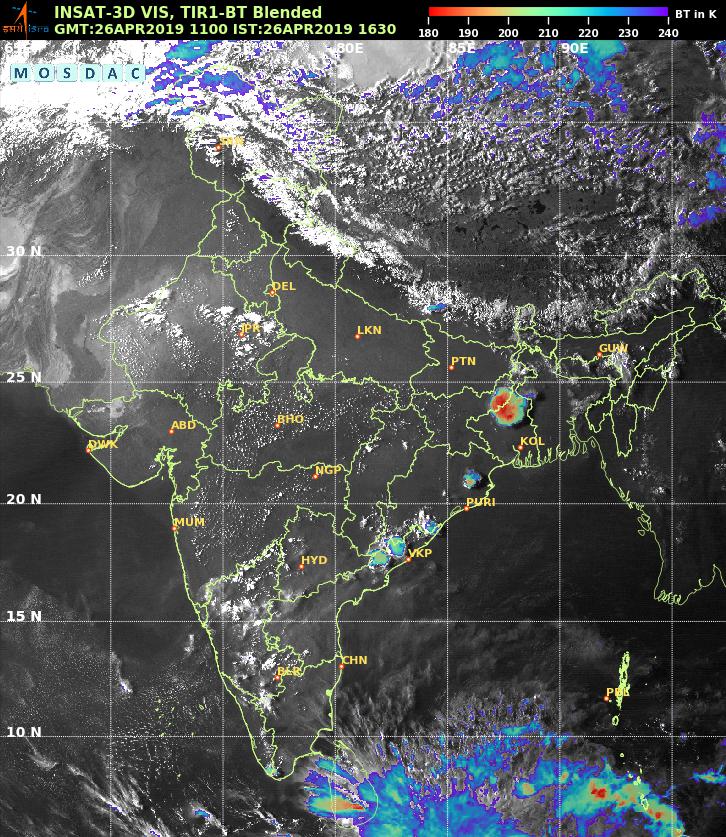 INSAT-3D VIS, TIR1-BT Blended
GMT:26APR2019 1100 IST:26APR2019 1630
BT in K
180 190 200 210 220 230 240
80E 85E 90E
M O S D A C
30 N
DEL
JPR
LKN
GUW
PTN
25 N
ABD
BHO
DWK
KOL
NGP
20 N
PURI
MUM
VKP
HYD
15 N
CHN
BLR
PBL
10 N